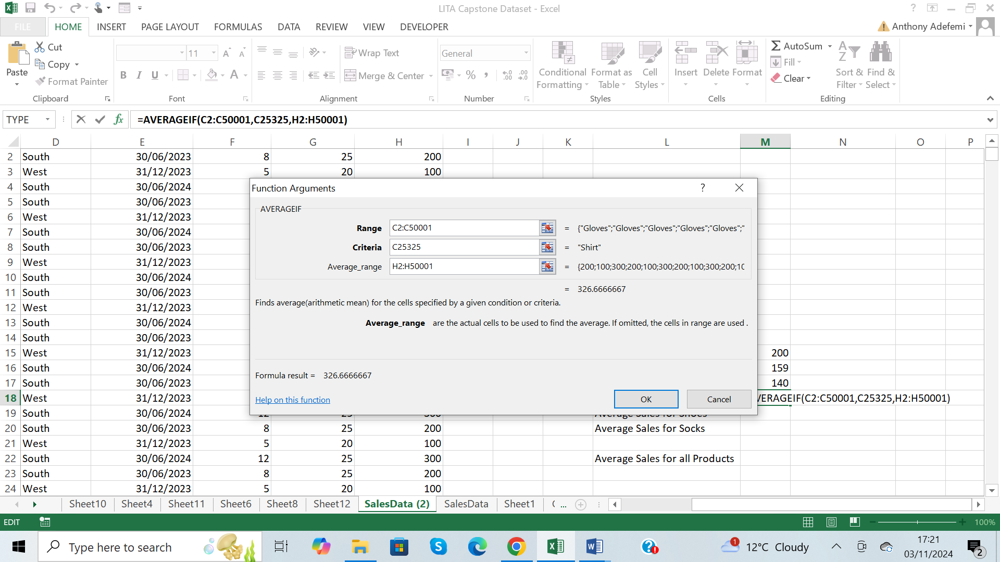 LITA Capstone Dataset - Excel
FILE HOME INSERT PAGE LAYOUT FORMULAS DATA REVIEW VIEW DEVELOPER Anthony Adefemi
Cut
Copy
Format Painter
Paste
11
Wrap Text
Merge & Center
General
Conditional Formatting
Format as Table
Cell Styles
Insert
Delete
Format
AutoSum
Fill
Clear
Sort & Filter
Find & Select
Clipboard Font Alignment Number Styles Cells Editing
TYPE =AVERAGEIF(C2:C50001,C25325,H2:H50001)
D E F G H I J K L M N O P
2 South 30/06/2023 8 25 200
3 West 31/12/2023 5 20 100
4 South 30/06/2024
5 South 30/06/2023
6 West 31/12/2023
7 South 30/06/2024
8 South 30/06/2023
9 West 31/12/2023
10 South 30/06/2024
11 South 30/06/2023
12 West 31/12/2023
13 South 30/06/2024
14 South 30/06/2023
15 West 31/12/2023 200
16 South 30/06/2024 159
17 South 30/06/2023 140
18 West 31/12/2023 VERAGEIF(C2:C50001,C25325,H2:H50001)
19 South 30/06/2024 12 25 300 Average Sales for Shoes
20 South 30/06/2023 8 25 200 Average Sales for Socks
21 West 31/12/2023 5 20 100
22 South 30/06/2024 12 25 300 Average Sales for all Products
23 South 30/06/2023 8 25 200
24 West 31/12/2023 5 20 100
Function Arguments
AVERAGEIF
Range C2:C50001 = {"Gloves";"Gloves";"Gloves";"Gloves";"Gloves";"
Criteria C25325 = "Shirt"
Average_range H2:H50001 = {200;100;300;200;100;300;200;100;300;200;10
= 326.6666667
Finds average(arithmetic mean) for the cells specified by a given condition or criteria.
Average_range are the actual cells to be used to find the average. If omitted, the cells in range are used .
Formula result = 326.6666667
Help on this function
OK Cancel
Sheet10 Sheet4 Sheet11 Sheet6 Sheet8 Sheet12 SalesData (2) SalesData Sheet1 ...
EDIT 100%
Type here to search
1 12°C Cloudy
17:21
03/11/2024
2